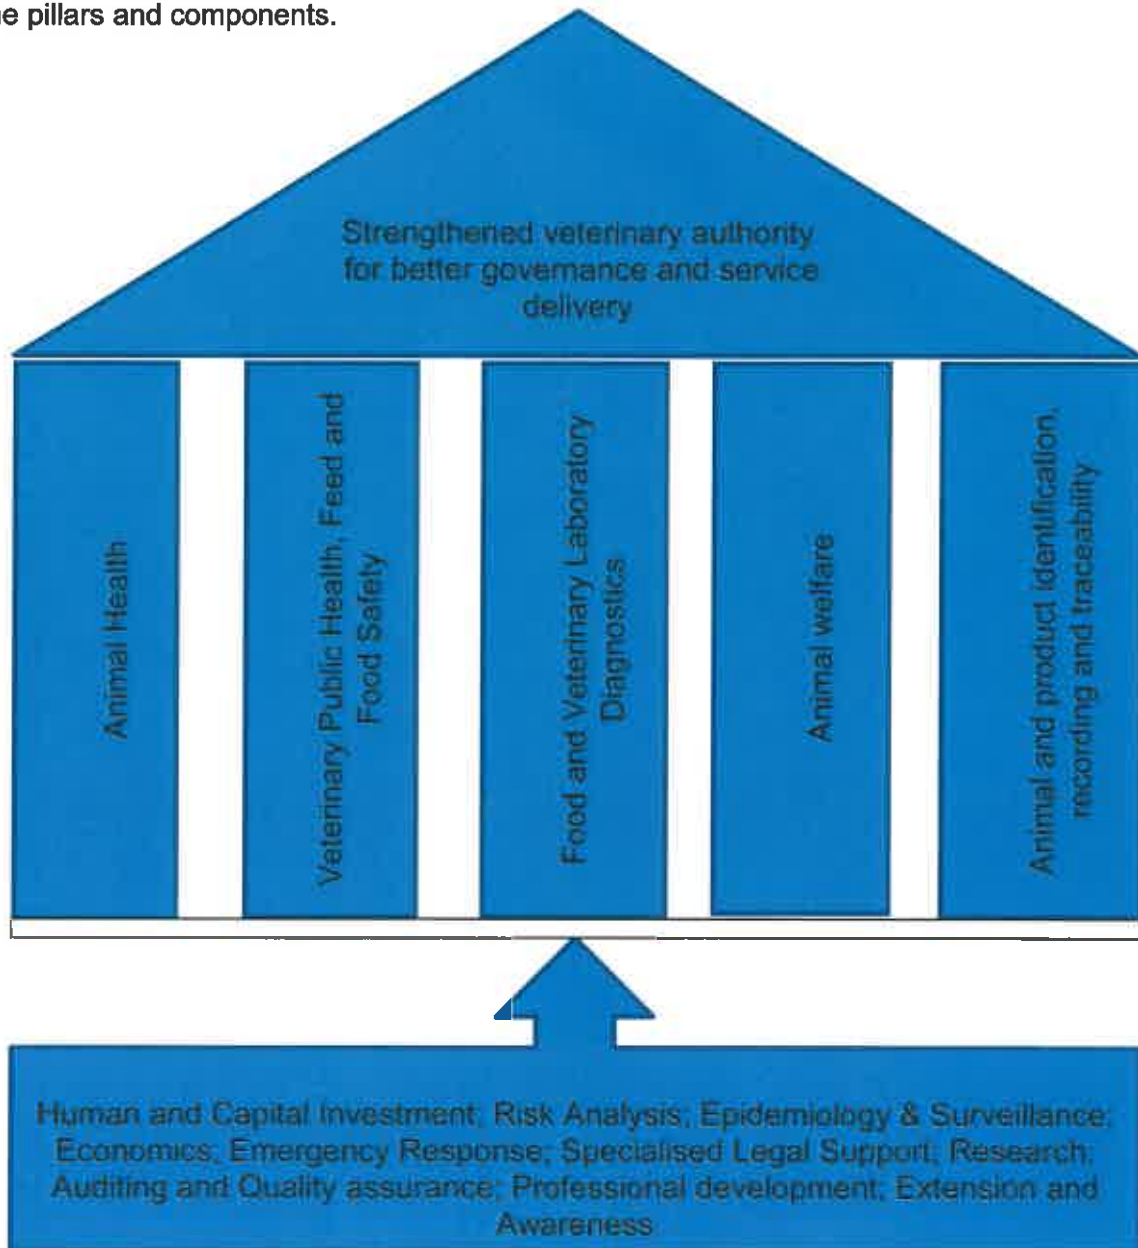 he pillars and components.
Strengthened veterinary authority
for better governance and service
delivery
Animal Health
Veterinary Public Health, Feed and
Food Safety
Food and Veterinary Laboratory
Diagnostics
Animal welfare
Animal and product identification,
recording and traceability
Human and Capital Investment; Risk Analysis; Epidemiology & Surveillance;
Economics; Emergency Response; Specialised Legal Support; Research;
Auditing and Quality assurance; Professional development; Extension and
Awareness